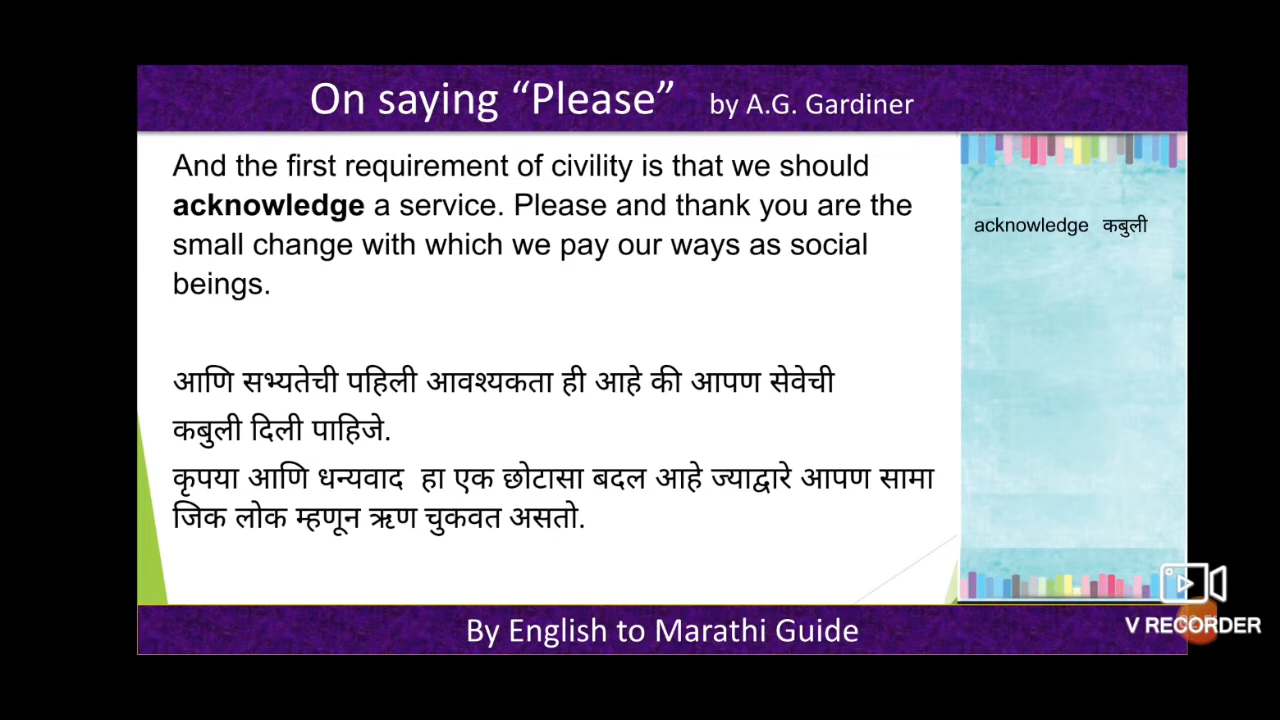 On saying “Please” by A.G. Gardiner
And the first requirement of civility is that we should
acknowledge a service. Please and thank you are the
small change with which we pay our ways as social
beings.
acknowledge कबुली
आणि सभ्यतेची पहिली आवश्यकता ही आहे की आपण सेवेची
कबुली दिली पाहिजे.
कृपया आणि धन्यवाद हा एक छोटासा बदल आहे ज्याद्वारे आपण सामा
जिक लोक म्हणून ऋण चुकवत असतो.
By English to Marathi Guide
V RECORDER